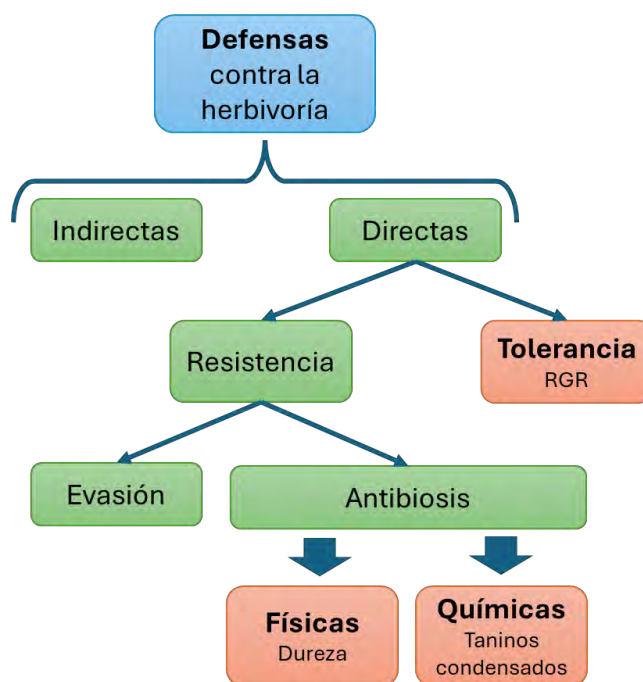 Defensas
contra la
herbivoría
Indirectas
Directas
Resistencia
Tolerancia
RGR
Evasión
Antibiosis
Físicas
Dureza
Químicas
Taninos
condensados